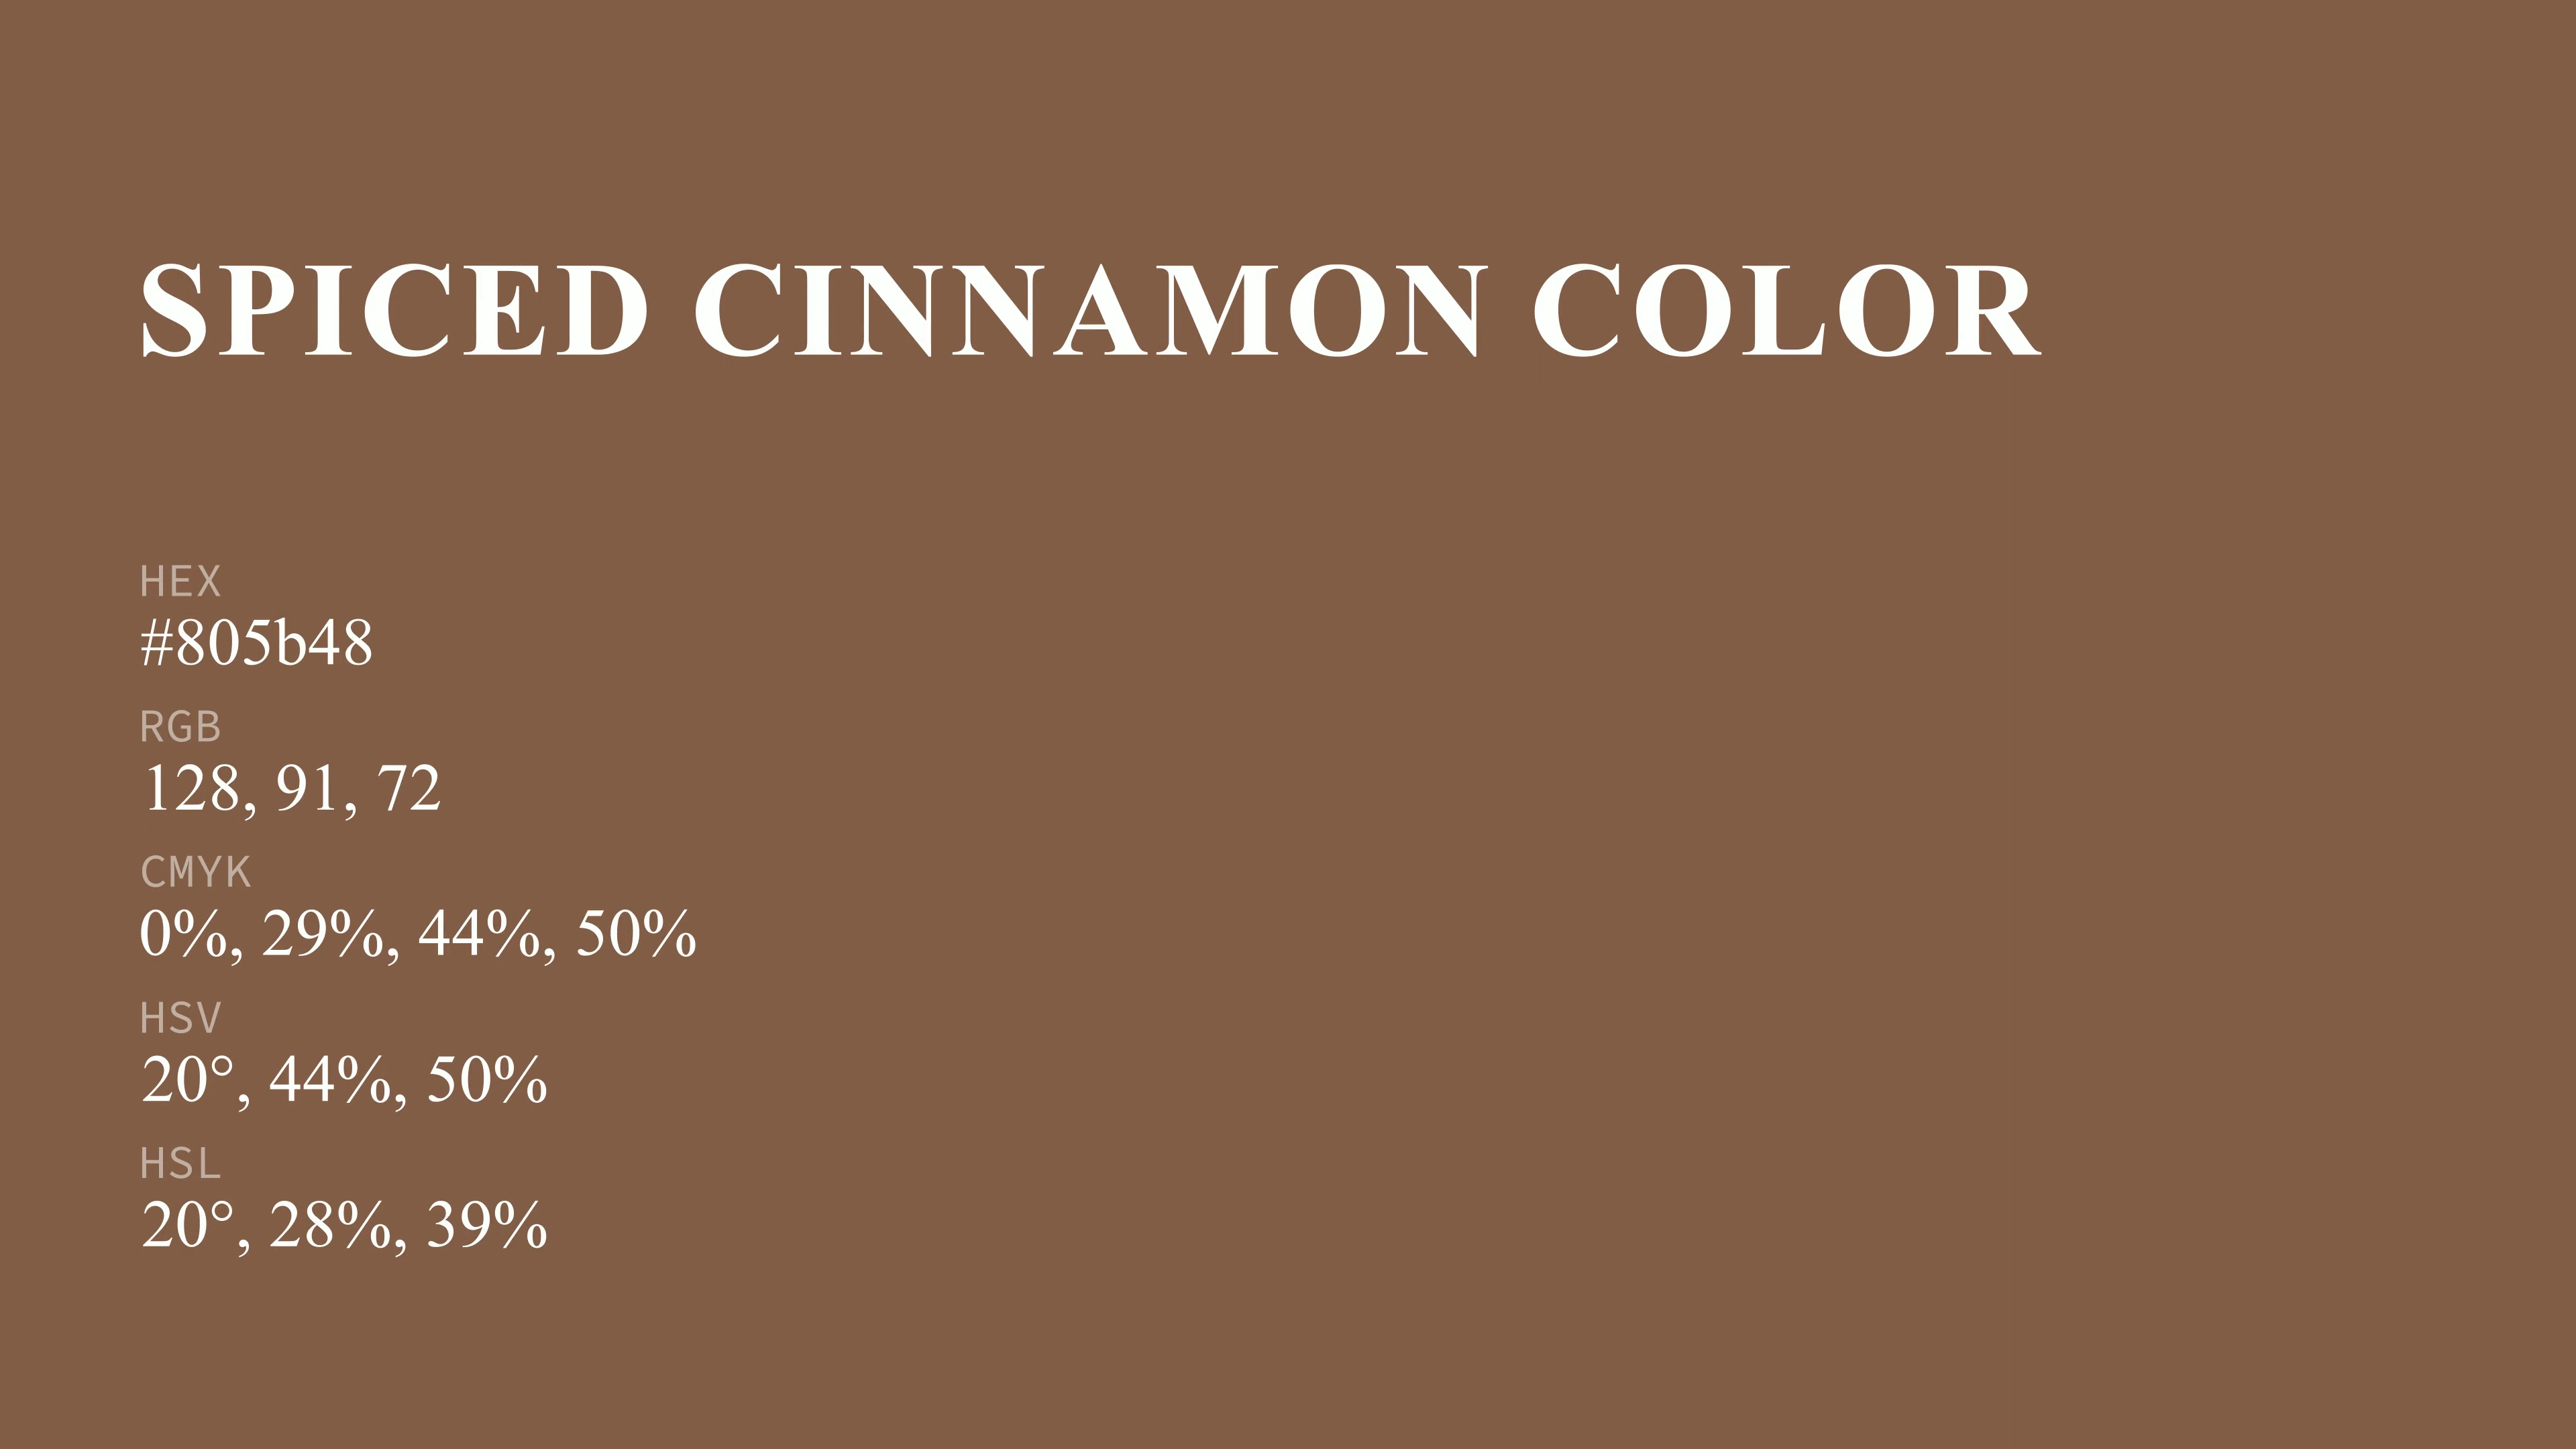 SPICED CINNAMON COLOR
HEX
#805b48
RGB
128, 91, 72
CMYK
0%, 29%, 44%, 50%
HSV
20°, 44%, 50%
HSL
20°, 28%, 39%